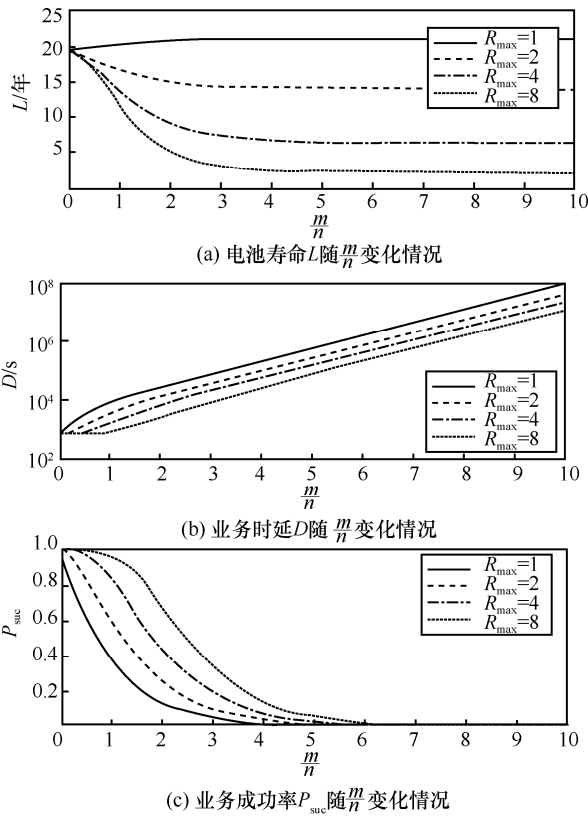 25
20
15
10
5
L/年
R_max=1
R_max=2
R_max=4
R_max=8
0 1 2 3 4 5 6 7 8 9 10
m/n
(a) 电池寿命L随m/n变化情况
10^8
10^6
10^4
10^2
D/s
R_max=1
R_max=2
R_max=4
R_max=8
0 1 2 3 4 5 6 7 8 9 10
m/n
(b) 业务时延D随m/n变化情况
1.0
0.8
0.6
0.4
0.2
P_suc
R_max=1
R_max=2
R_max=4
R_max=8
0 1 2 3 4 5 6 7 8 9 10
m/n
(c) 业务成功率P_suc随m/n变化情况